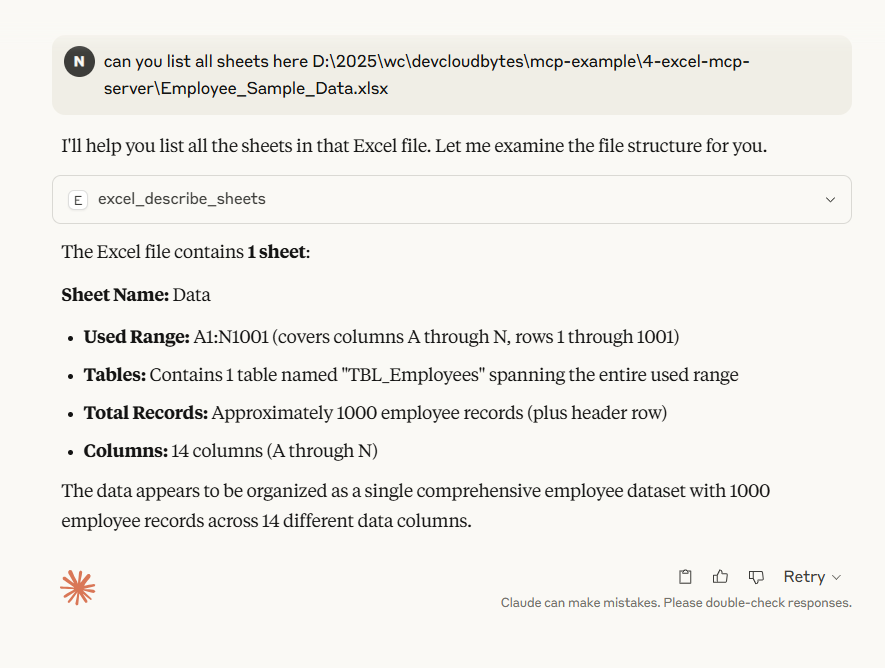 N
can you list all sheets here D:\2025\wc\devcloudbytes\mcp-example\4-excel-mcp-
server\Employee_Sample_Data.xlsx
I'll help you list all the sheets in that Excel file. Let me examine the file structure for you.
E excel_describe_sheets
The Excel file contains 1 sheet:
Sheet Name: Data
• Used Range: A1:N1001 (covers columns A through N, rows 1 through 1001)
• Tables: Contains 1 table named "TBL_Employees" spanning the entire used range
• Total Records: Approximately 1000 employee records (plus header row)
• Columns: 14 columns (A through N)
The data appears to be organized as a single comprehensive employee dataset with 1000
employee records across 14 different data columns.
Retry
Claude can make mistakes. Please double-check responses.